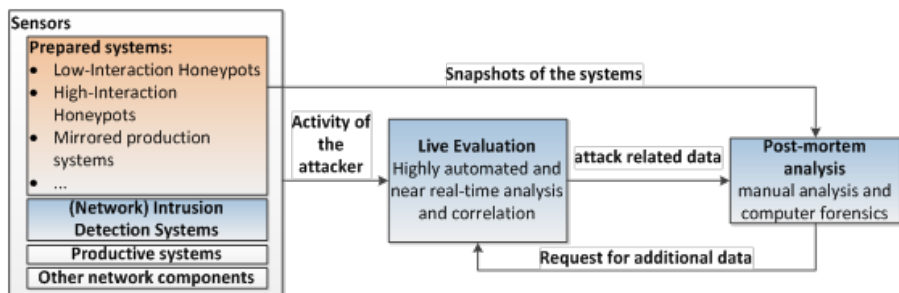 Sensors
Prepared systems:
• Low-Interaction Honeypots
• High-Interaction
Honeypots
• Mirrored production
systems
• ...
(Network) Intrusion
Detection Systems
Productive systems
Other network components
Snapshots of the systems
Activity of
the
attacker
Live Evaluation
Highly automated and
near real-time analysis
and correlation
attack related data
Post-mortem
analysis
manual analysis and
computer forensics
Request for additional data